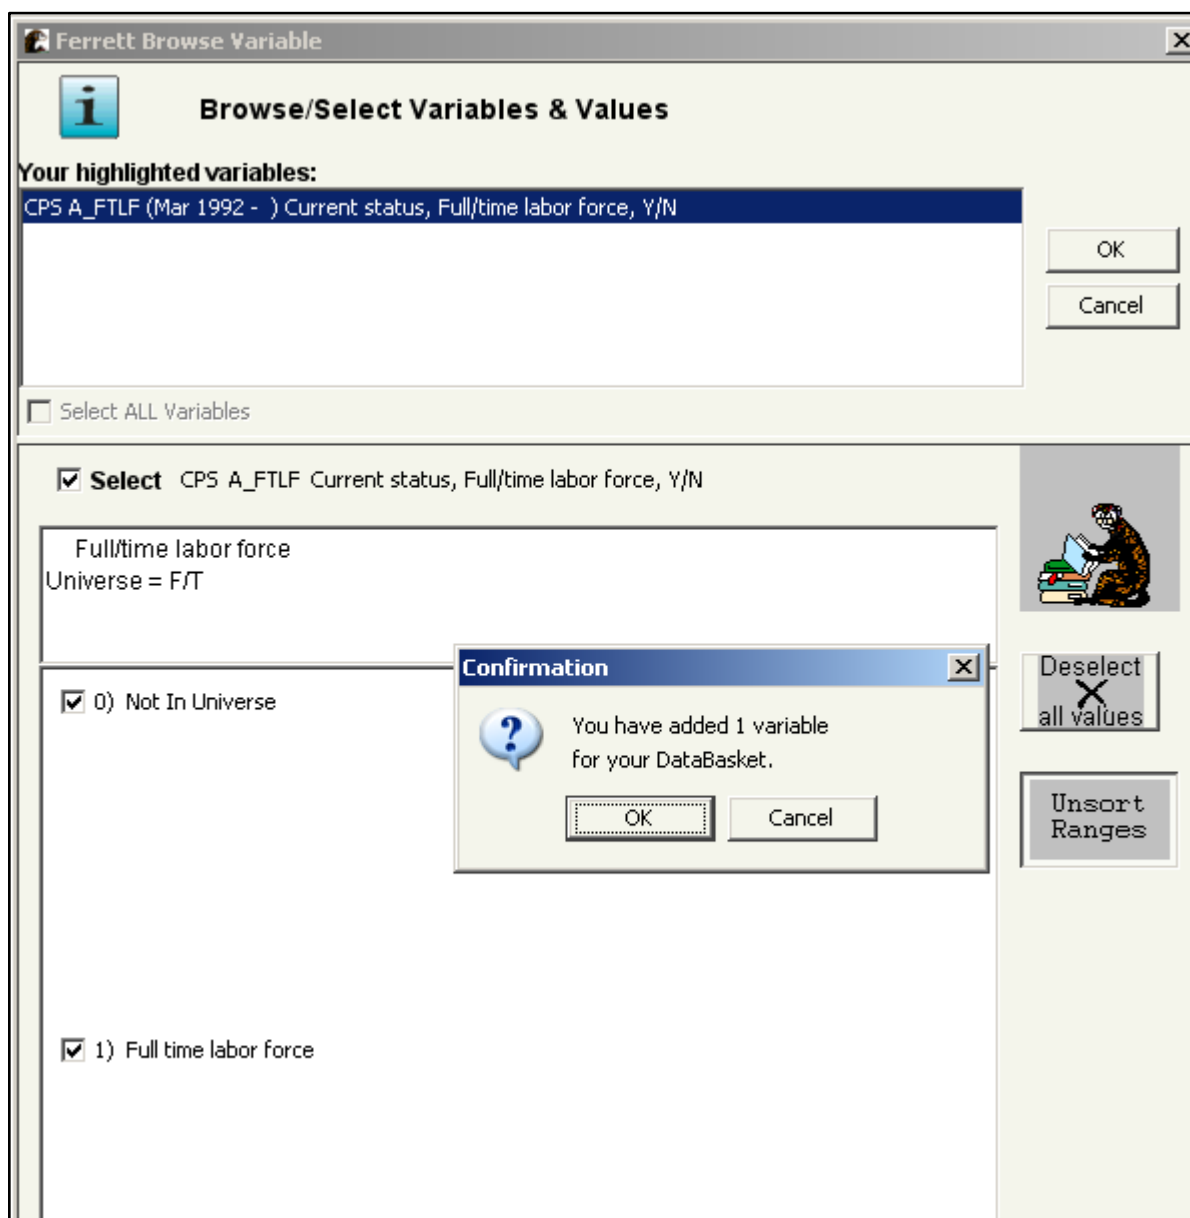 Ferrett Browse Variable
i
Browse/Select Variables & Values
Your highlighted variables:
CPS A_FTLF (Mar 1992 - ) Current status, Full/time labor force, Y/N
OK
Cancel
Select ALL Variables
Select CPS A_FTLF Current status, Full/time labor force, Y/N
Full/time labor force
Universe = F/T
Confirmation
You have added 1 variable
for your DataBasket.
OK
Cancel
Deselect
all values
Unsort
Ranges
0) Not In Universe
1) Full time labor force